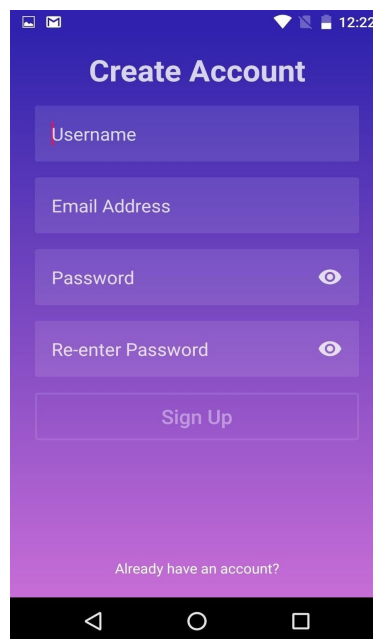 12:22
Create Account
Username
Email Address
Password
Re-enter Password
Sign Up
Already have an account?